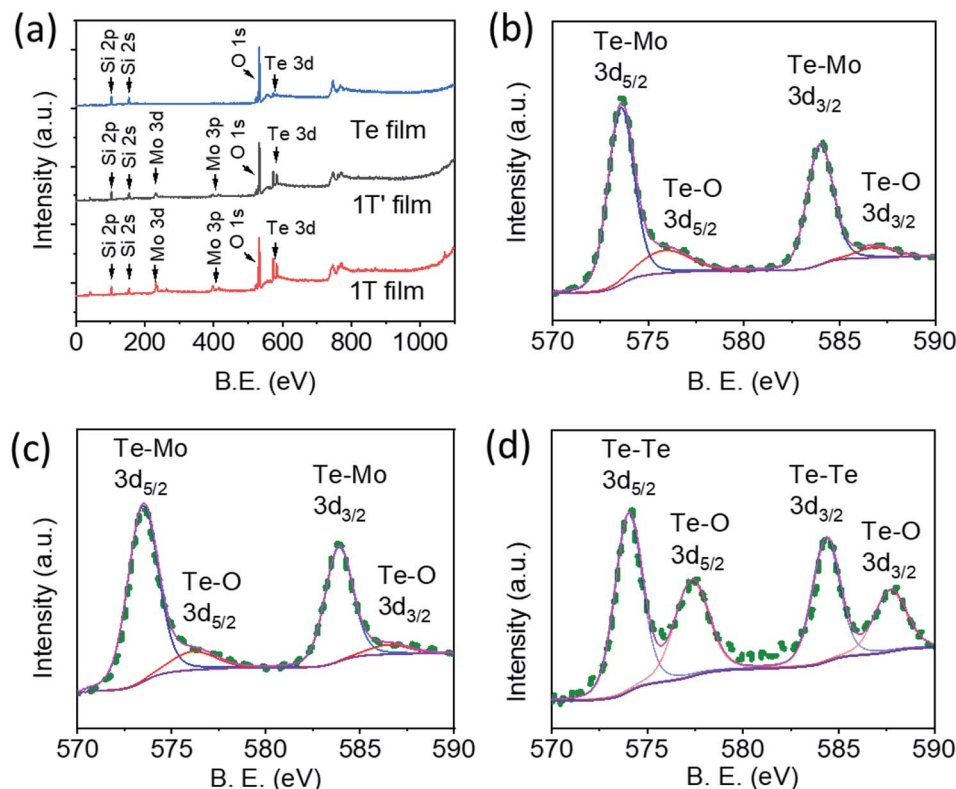 (a)
Intensity (a.u.)
Si 2p
Si 2s
O 1s
Te 3d
Te film
Si 2p
Si 2s
Mo 3d
Mo 3p
O 1s
Te 3d
1T' film
Si 2p
Si 2s
Mo 3d
Mo 3p
O 1s
Te 3d
1T film
0 200 400 600 800 1000
B.E. (eV)
(b)
Intensity (a.u.)
Te-Mo
3d5/2
Te-O
3d5/2
Te-Mo
3d3/2
Te-O
3d3/2
570 575 580 585 590
B. E. (eV)
(c)
Intensity (a.u.)
Te-Mo
3d5/2
Te-O
3d5/2
Te-Mo
3d3/2
Te-O
3d3/2
570 575 580 585 590
B. E. (eV)
(d)
Intensity (a.u.)
Te-Te
3d5/2
Te-O
3d5/2
Te-Te
3d3/2
Te-O
3d3/2
570 575 580 585 590
B. E. (eV)